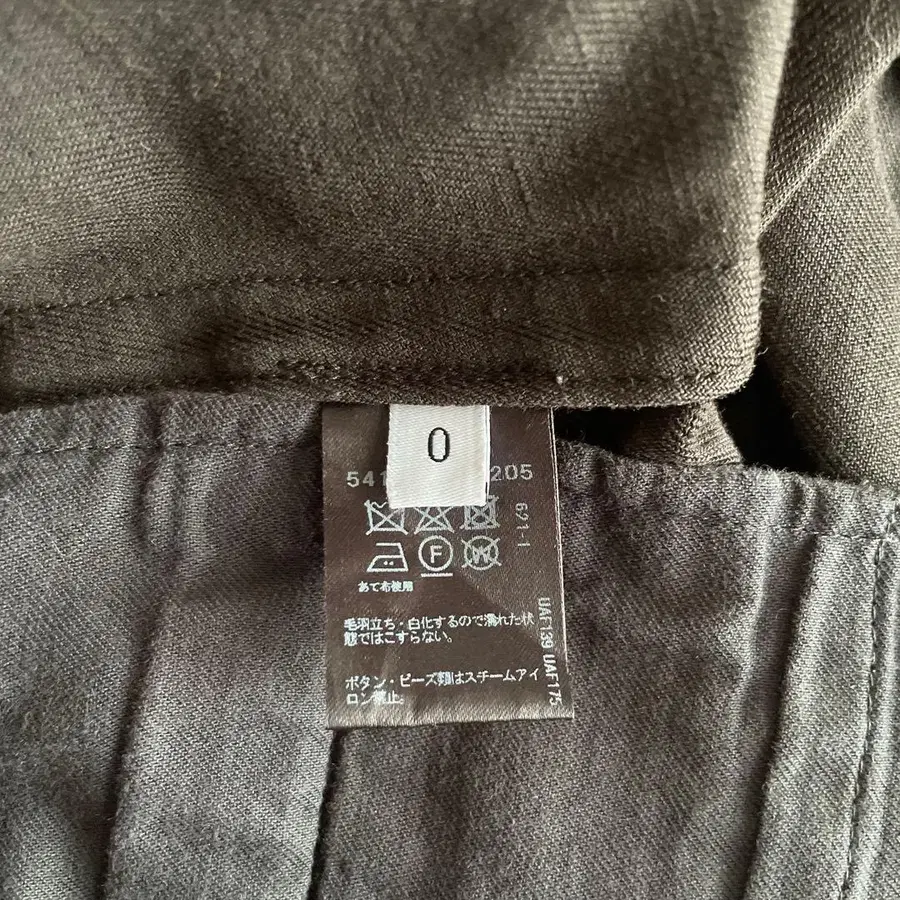 0
541 205
621-1
F
W
あて布使用
毛羽立ち・白化するので濡れた状
態ではこすらない。
ボタン・ビーズ類はスチームアイ
ロン禁止。
UAF139 UAF175